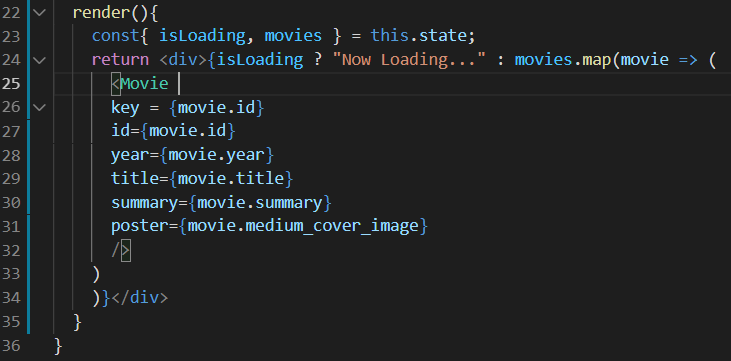 22 render(){
23 const{ isLoading, movies } = this.state;
24 return <div>{isLoading ? "Now Loading..." : movies.map(movie => (
25 <Movie
26 key = {movie.id}
27 id={movie.id}
28 year={movie.year}
29 title={movie.title}
30 summary={movie.summary}
31 poster={movie.medium_cover_image}
32 />
33 )
34 )}</div>
35 }
36 }